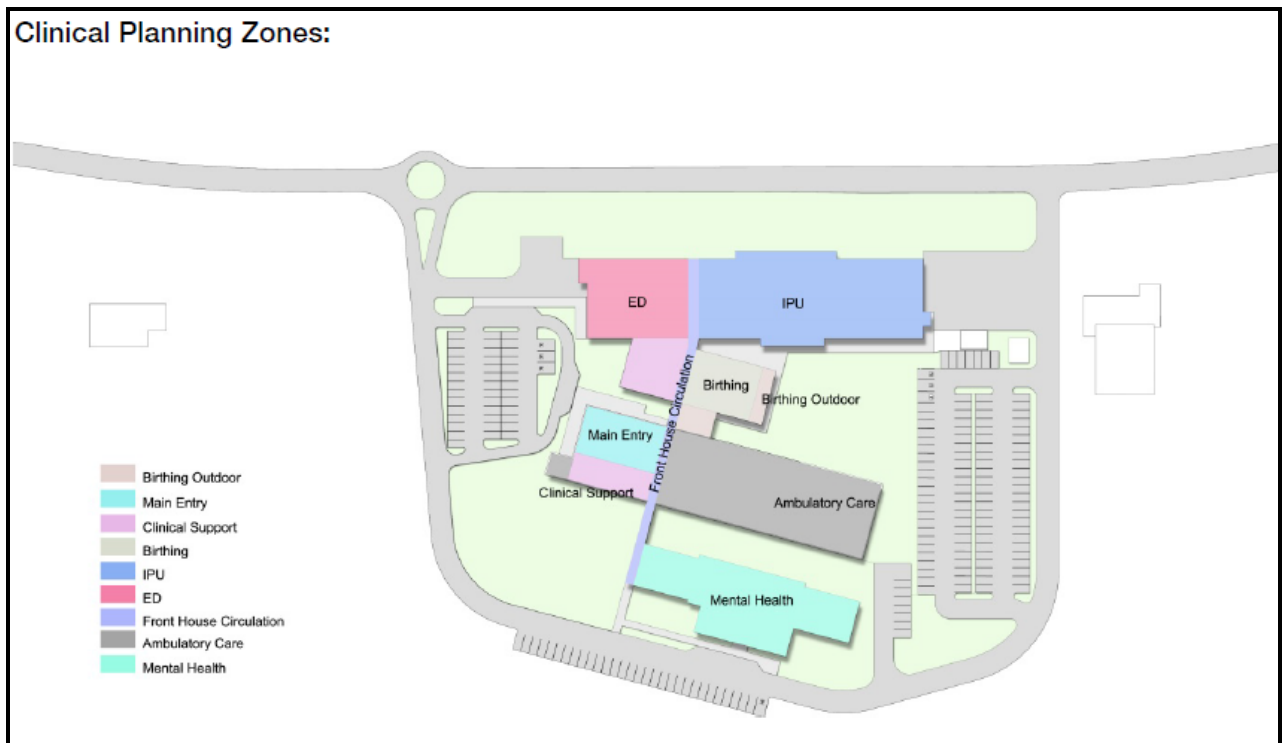 Clinical Planning Zones:
ED
IPU
Front House Circulation
Birthing
Birthing Outdoor
Main Entry
Clinical Support
Ambulatory Care
Mental Health
Birthing Outdoor
Main Entry
Clinical Support
Birthing
IPU
ED
Front House Circulation
Ambulatory Care
Mental Health